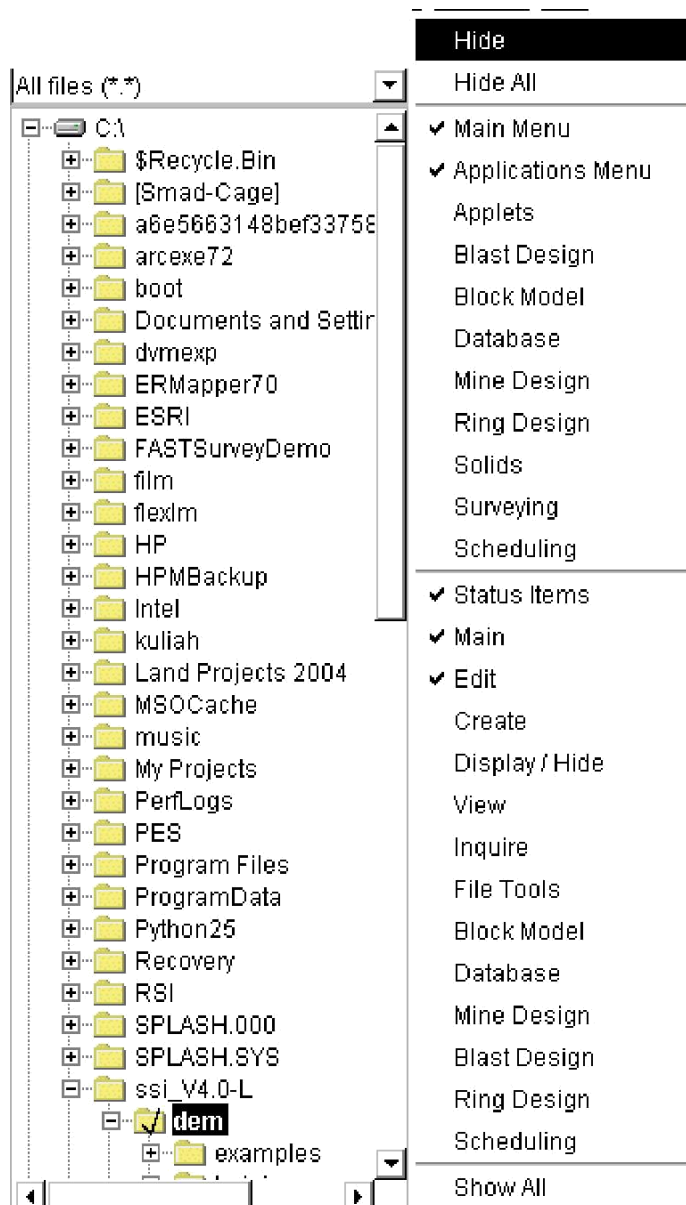 All files (*.*)
C:\
$Recycle.Bin
[Smad-Cage]
a6e5663148bef33758
arcexe72
boot
Documents and Settir
dvmexp
ERMapper70
ESRI
FASTSurveyDemo
film
flexlm
HP
HPMBackup
Intel
kuliah
Land Projects 2004
MSOCache
music
My Projects
PerfLogs
PES
Program Files
ProgramData
Python25
Recovery
RSI
SPLASH.000
SPLASH.SYS
ssi_V4.0-L
dem
examples
Hide
Hide All
Main Menu
Applications Menu
Applets
Blast Design
Block Model
Database
Mine Design
Ring Design
Solids
Surveying
Scheduling
Status Items
Main
Edit
Create
Display / Hide
View
Inquire
File Tools
Block Model
Database
Mine Design
Blast Design
Ring Design
Scheduling
Show All